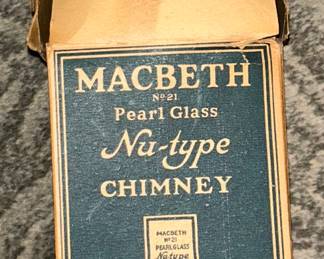 MACBETH
No 21
Pearl Glass
Nu-type
CHIMNEY
MACBETH
No 21
PEARL GLASS
Nu-type